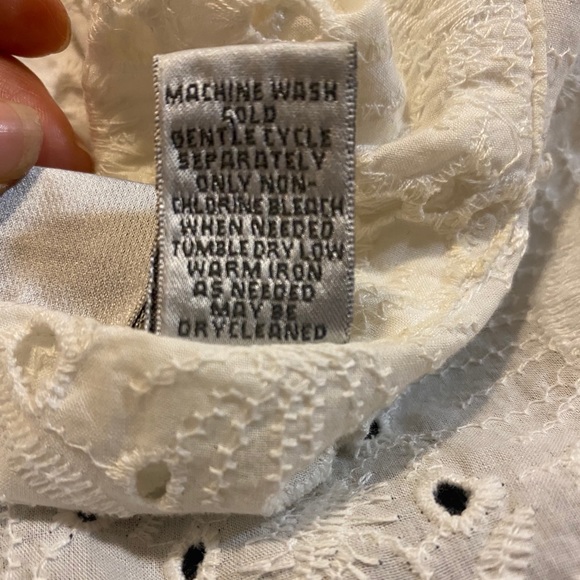 MACHINE WASH
COLD
GENTLE CYCLE
SEPARATELY
ONLY NON-
CHLORINE BLEACH
WHEN NEEDED
TUMBLE DRY LOW
WARM IRON
AS NEEDED
MAY BE
DRYCLEANED